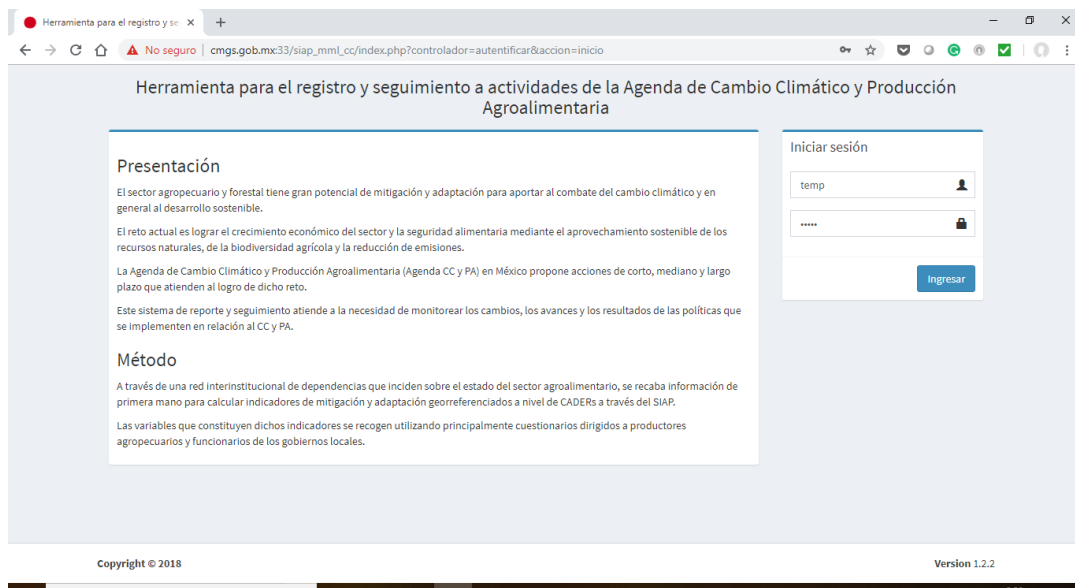 Herramienta para el registro y se
No seguro | cmgs.gob.mx:33/siap_mml_cc/index.php?controlador=autentificar&accion=inicio
Herramienta para el registro y seguimiento a actividades de la Agenda de Cambio Climático y Producción
Agroalimentaria
Presentación
El sector agropecuario y forestal tiene gran potencial de mitigación y adaptación para aportar al combate del cambio climático y en
general al desarrollo sostenible.
El reto actual es lograr el crecimiento económico del sector y la seguridad alimentaria mediante el aprovechamiento sostenible de los
recursos naturales, de la biodiversidad agrícola y la reducción de emisiones.
La Agenda de Cambio Climático y Producción Agroalimentaria (Agenda CC y PA) en México propone acciones de corto, mediano y largo
plazo que atienden al logro de dicho reto.
Este sistema de reporte y seguimiento atiende a la necesidad de monitorear los cambios, los avances y los resultados de las políticas que
se implementen en relación al CC y PA.
Método
A través de una red interinstitucional de dependencias que inciden sobre el estado del sector agroalimentario, se recaba información de
primera mano para calcular indicadores de mitigación y adaptación georreferenciados a nivel de CADERs a través del SIAP.
Las variables que constituyen dichos indicadores se recogen utilizando principalmente cuestionarios dirigidos a productores
agropecuarios y funcionarios de los gobiernos locales.
Iniciar sesión
temp
•••••
Ingresar
Copyright © 2018
Version 1.2.2